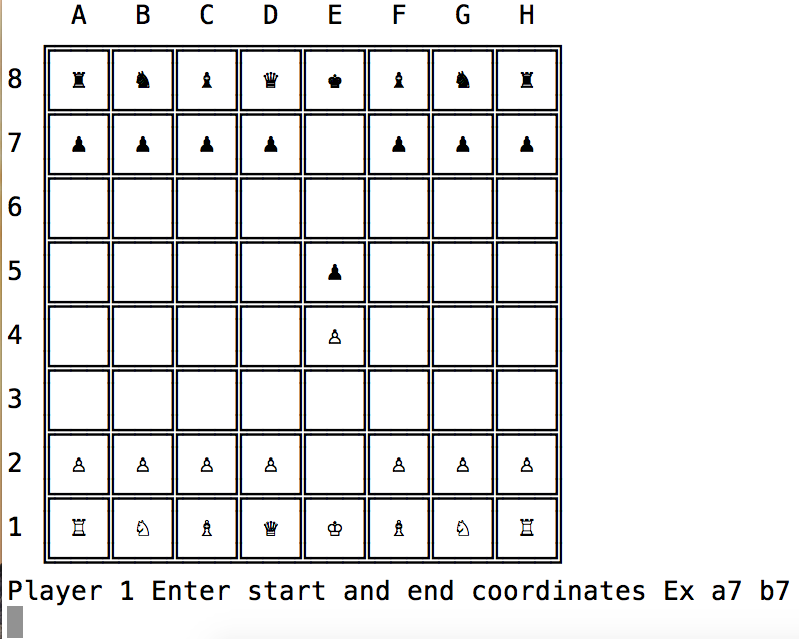 A B C D E F G H
8 ♜ ♞ ♝ ♛ ♚ ♝ ♞ ♜
7 ♟ ♟ ♟ ♟ ♟ ♟ ♟
6
5 ♟
4 ♙
3
2 ♙ ♙ ♙ ♙ ♙ ♙ ♙
1 ♖ ♘ ♗ ♛ ♔ ♗ ♘ ♖
Player 1 Enter start and end coordinates Ex a7 b7